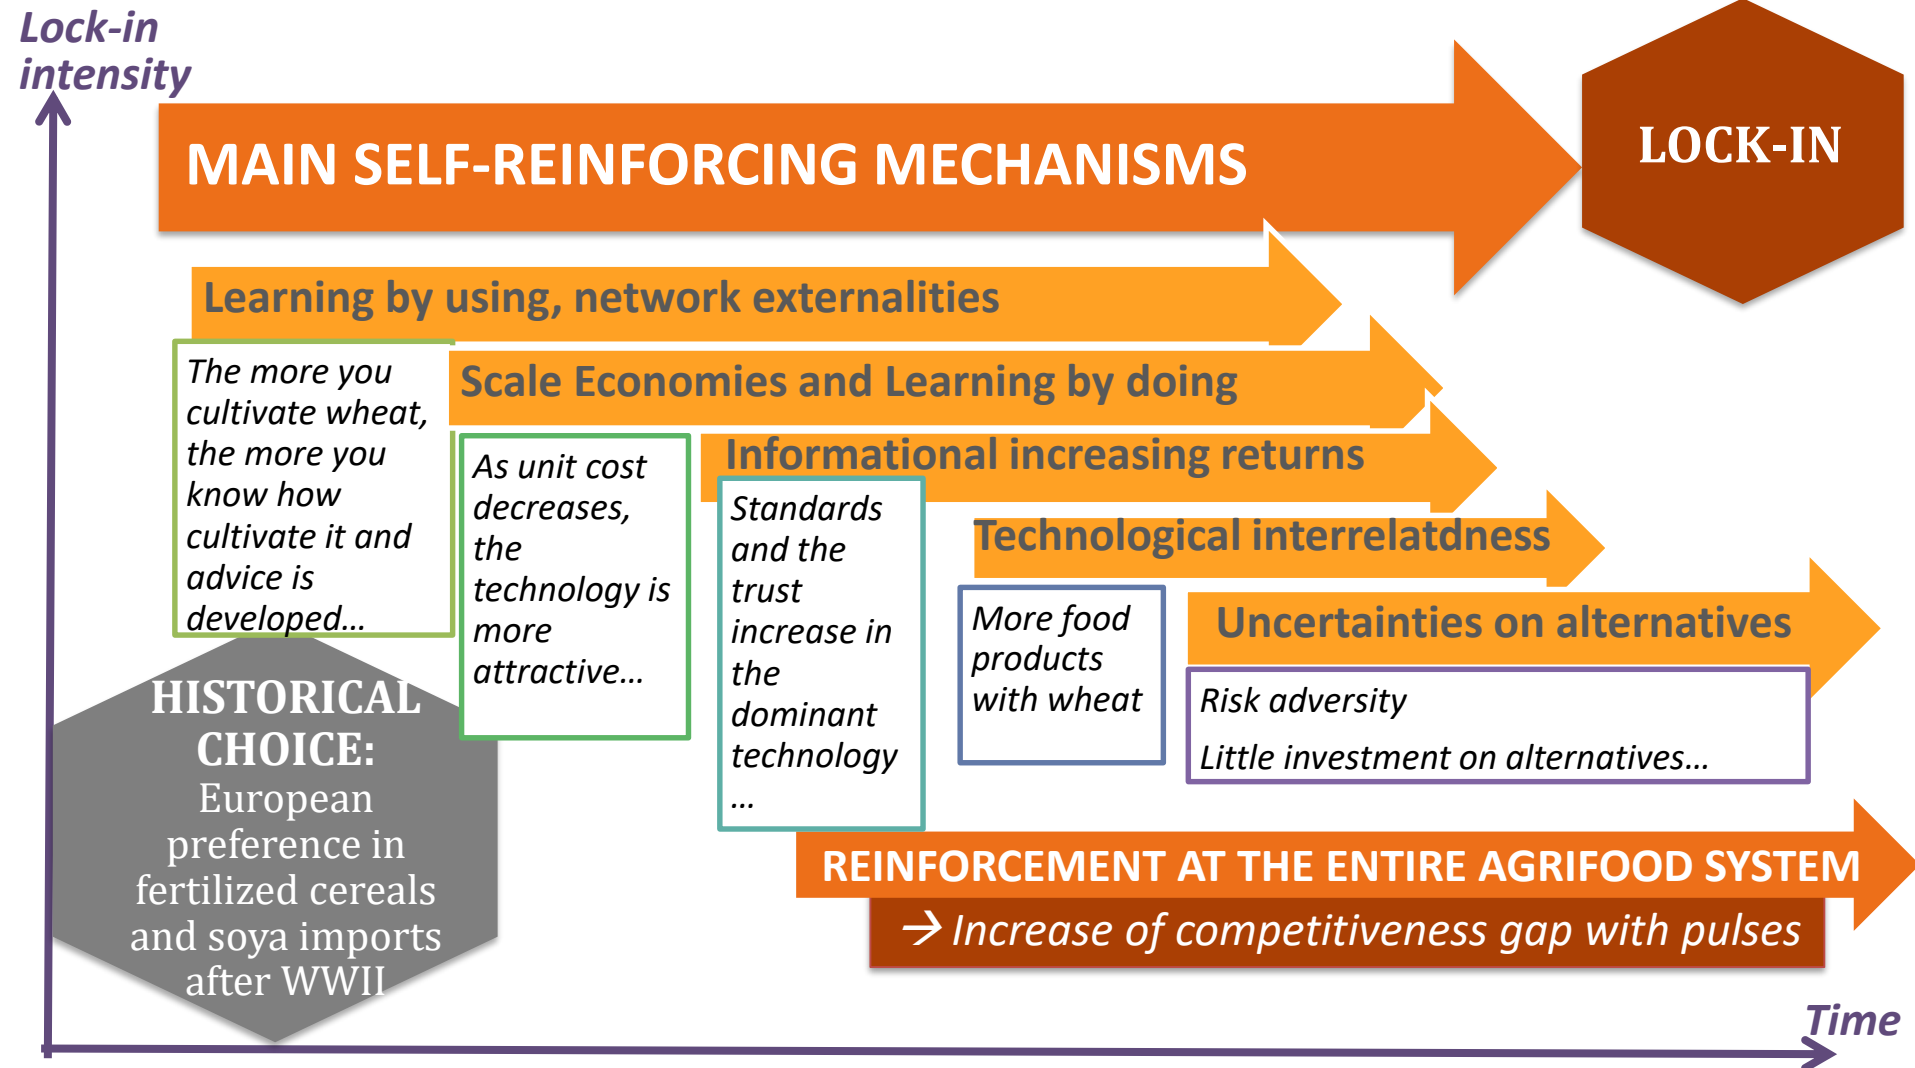 Lock-in
intensity
MAIN SELF-REINFORCING MECHANISMS
LOCK-IN
Learning by using, network externalities
The more you
cultivate wheat,
the more you
know how
cultivate it and
advice is
developed…
Scale Economies and Learning by doing
As unit cost
decreases,
the
technology is
more
attractive…
Informational increasing returns
Standards
and the
trust
increase in
the
dominant
technology
…
Technological interrelatdness
More food
products
with wheat
Uncertainties on alternatives
Risk adversity
Little investment on alternatives…
HISTORICAL
CHOICE:
European
preference in
fertilized cereals
and soya imports
after WWII
REINFORCEMENT AT THE ENTIRE AGRIFOOD SYSTEM
→ Increase of competitiveness gap with pulses
Time